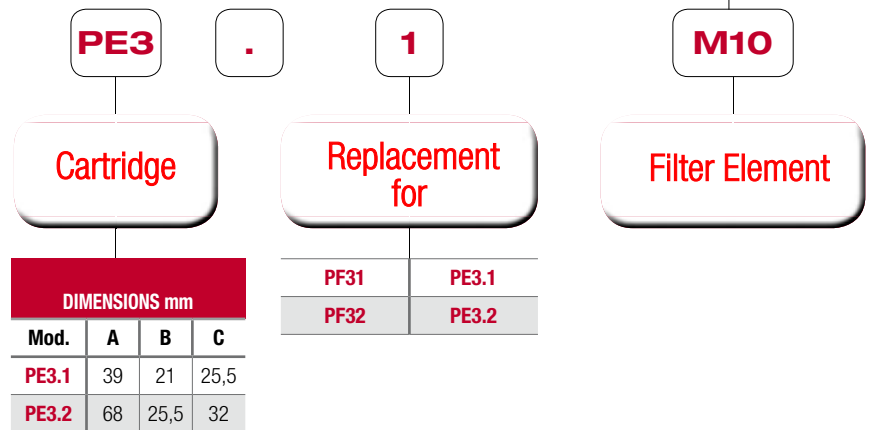 PE3 . 1 M10
Cartridge
Replacement
for
Filter Element
DIMENSIONS mm
Mod. A B C
PE3.1 39 21 25,5
PE3.2 68 25,5 32
PF31 PE3.1
PF32 PE3.2